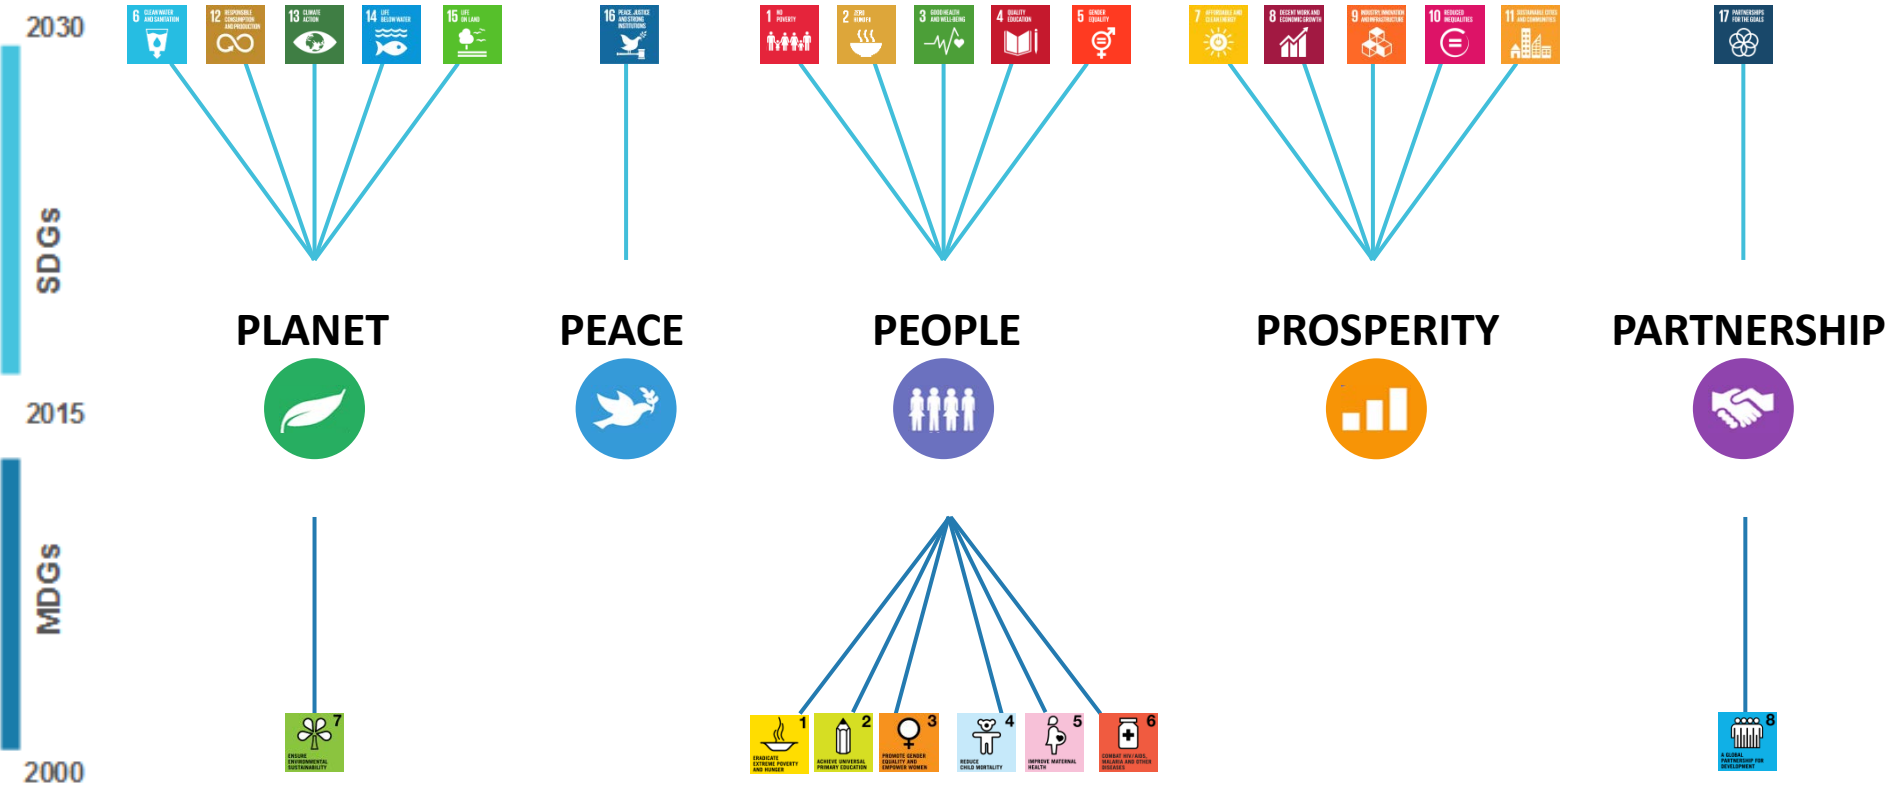 2030
6 CLEAN WATER
AND SANITATION
12 RESPONSIBLE
CONSUMPTION
AND PRODUCTION
13 CLIMATE
ACTION
14 LIFE
BELOW WATER
15 LIFE
ON LAND
16 PEACE, JUSTICE
AND STRONG
INSTITUTIONS
1 NO
POVERTY
2 ZERO
HUNGER
3 GOOD HEALTH
AND WELL-BEING
4 QUALITY
EDUCATION
5 GENDER
EQUALITY
7 AFFORDABLE AND
CLEAN ENERGY
8 DECENT WORK AND
ECONOMIC GROWTH
9 INDUSTRY, INNOVATION
AND INFRASTRUCTURE
10 REDUCED
INEQUALITIES
11 SUSTAINABLE CITIES
AND COMMUNITIES
17 PARTNERSHIPS
FOR THE GOALS
SDGs
PLANET
PEACE
PEOPLE
PROSPERITY
PARTNERSHIP
2015
MDGs
7
ENSURE
ENVIRONMENTAL
SUSTAINABILITY
1
ERADICATE
EXTREME POVERTY
AND HUNGER
2
ACHIEVE UNIVERSAL
PRIMARY EDUCATION
3
PROMOTE GENDER
EQUALITY AND
EMPOWER WOMEN
4
REDUCE
CHILD MORTALITY
5
IMPROVE MATERNAL
HEALTH
6
COMBAT HIV/AIDS,
MALARIA AND OTHER
DISEASES
8
A GLOBAL
PARTNERSHIP FOR
DEVELOPMENT
2000